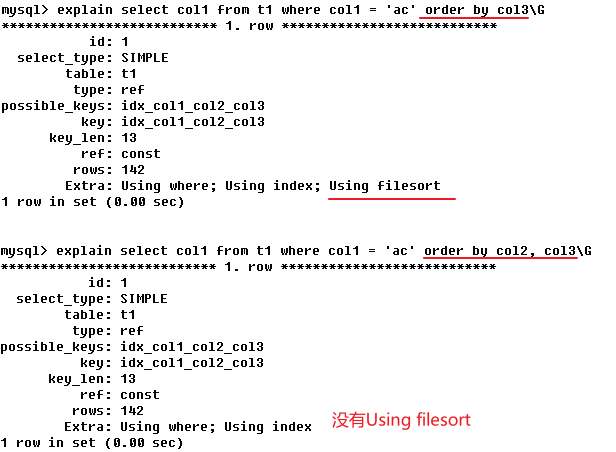 mysql> explain select col1 from t1 where col1 = 'ac' order by col3\G
*************************** 1. row ***************************
id: 1
select_type: SIMPLE
table: t1
type: ref
possible_keys: idx_col1_col2_col3
key: idx_col1_col2_col3
key_len: 13
ref: const
rows: 142
Extra: Using where; Using index; Using filesort
1 row in set (0.00 sec)
mysql> explain select col1 from t1 where col1 = 'ac' order by col2, col3\G
*************************** 1. row ***************************
id: 1
select_type: SIMPLE
table: t1
type: ref
possible_keys: idx_col1_col2_col3
key: idx_col1_col2_col3
key_len: 13
ref: const
rows: 142
Extra: Using where; Using index 没有Using filesort
1 row in set (0.00 sec)